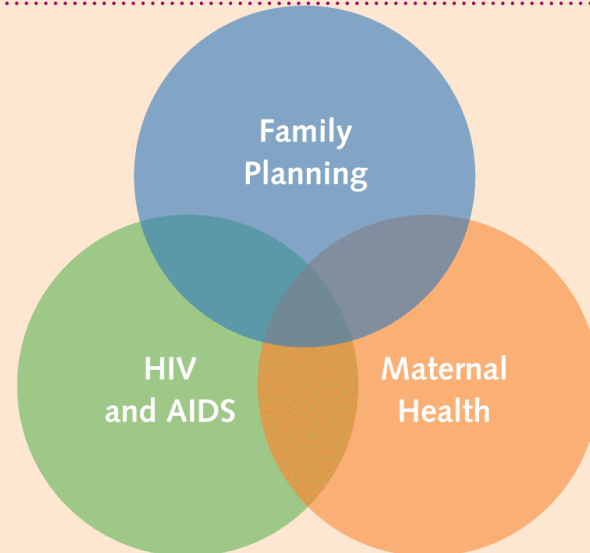 Family
Planning
HIV
and AIDS
Maternal
Health